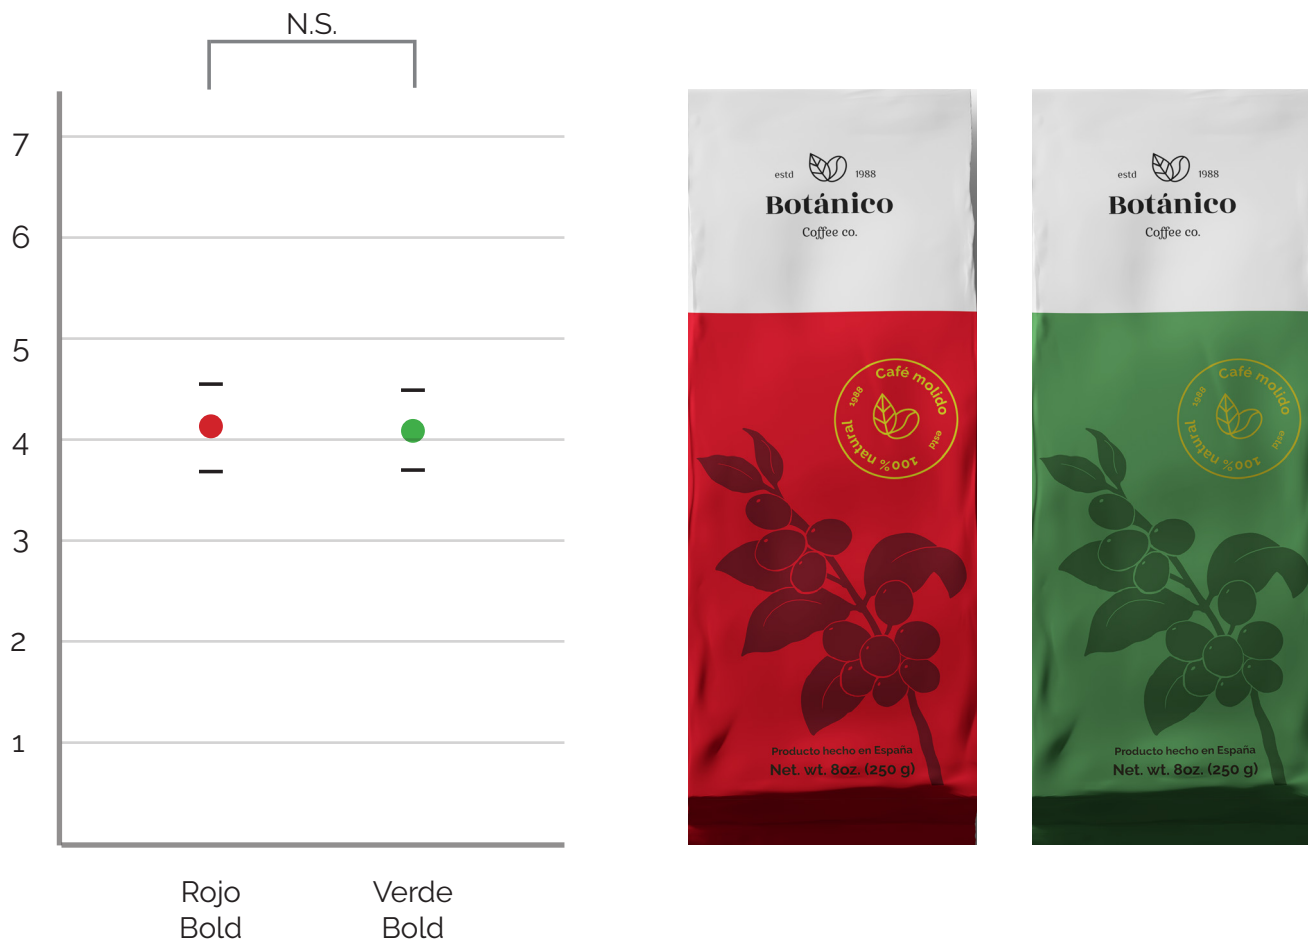 N.S.
7
6
5
4
3
2
1
Rojo
Bold
Verde
Bold
estd 1988
Botánico
Coffee co.
Café molido
1988
estd
100% natural
Producto hecho en España
Net. wt. 8oz. (250 g)
estd 1988
Botánico
Coffee co.
Café molido
1988
estd
100% natural
Producto hecho en España
Net. wt. 8oz. (250 g)